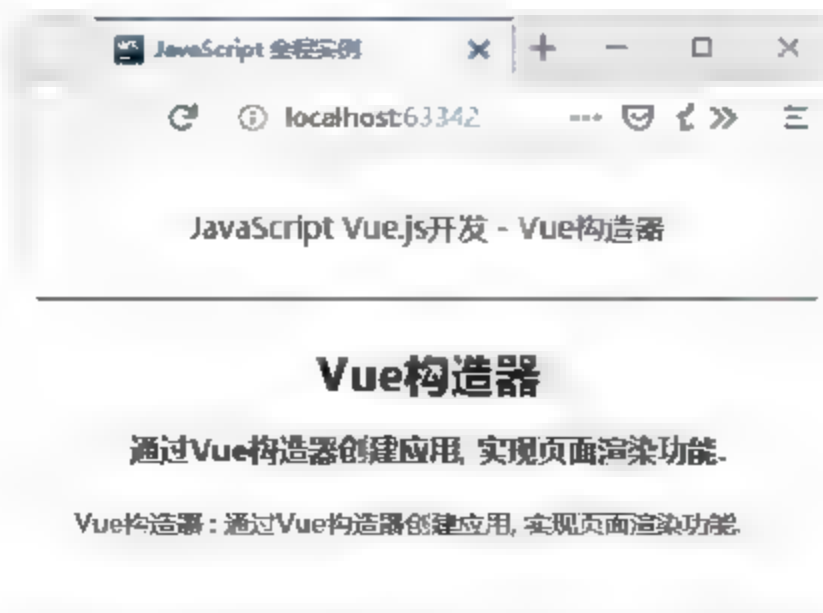 JavaScript 全程实例
localhost:63342
JavaScript Vue.js开发 - Vue构造器
Vue构造器
通过Vue构造器创建应用, 实现页面渲染功能.
Vue构造器 : 通过Vue构造器创建应用, 实现页面渲染功能.